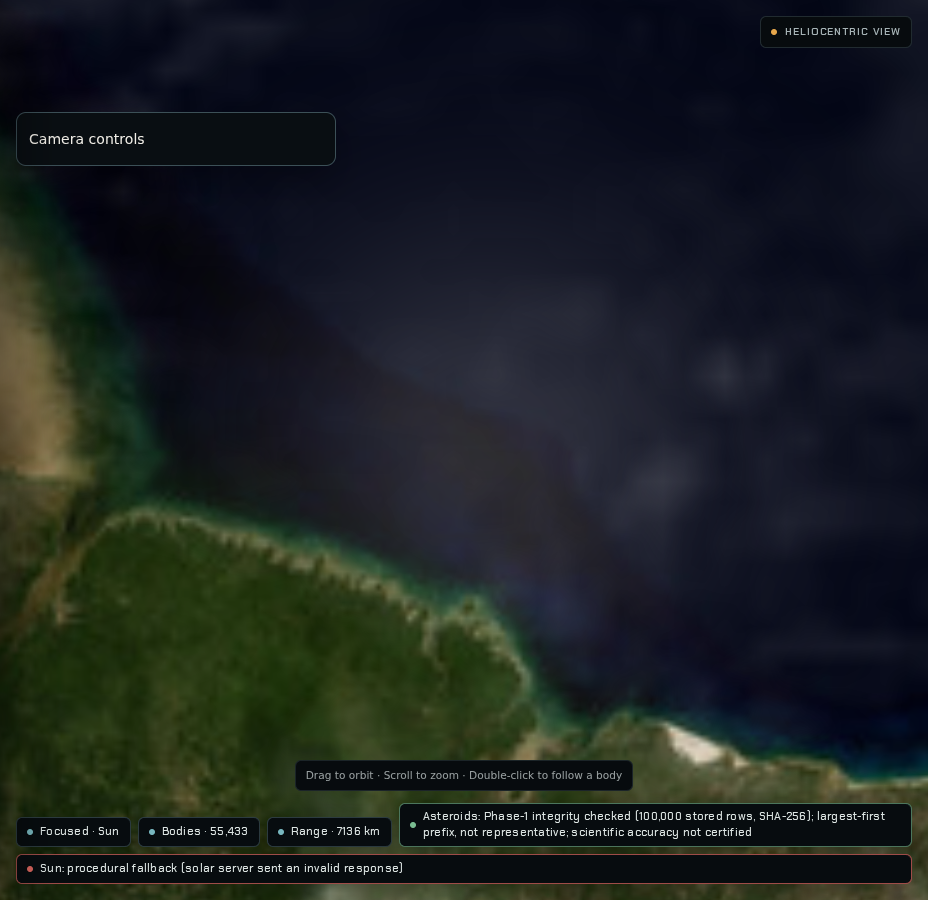 HELIOCENTRIC VIEW
Camera controls
Drag to orbit · Scroll to zoom · Double-click to follow a body
Focused · Sun
Bodies · 55,433
Range · 7136 km
Asteroids: Phase-1 integrity checked (100,000 stored rows, SHA-256); largest-first
prefix, not representative; scientific accuracy not certified
Sun: procedural fallback (solar server sent an invalid response)